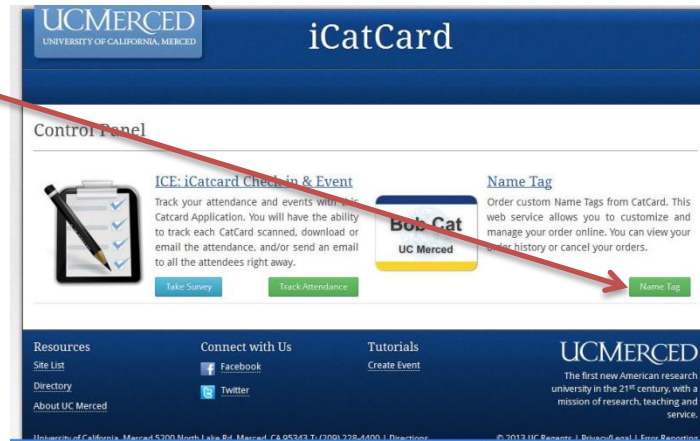 UCMERCED
UNIVERSITY OF CALIFORNIA, MERCED
iCatCard
Control Panel
ICE: iCatcard Check-in & Event
Track your attendance and events with this
Catcard Application. You will have the ability
to track each CatCard scanned, download or
email the attendance, and/or send an email
to all the attendees right away.
Take Survey
Track Attendance
Bob Cat
UC Merced
Name Tag
Order custom Name Tags from CatCard. This
web service allows you to customize and
manage your order online. You can view your
order history or cancel your orders.
Name Tag
Resources
Site List
Directory
About UC Merced
Connect with Us
Facebook
Twitter
Tutorials
Create Event
UCMERCED
The first new American research
university in the 21st century, with a
mission of research, teaching and
service.
University of California, Merced 5200 North Lake Rd. Merced, CA 95343 T: (209) 228-4400 | Directions
© 2013 UC Regents | Privacy/Legal | Error Reporting